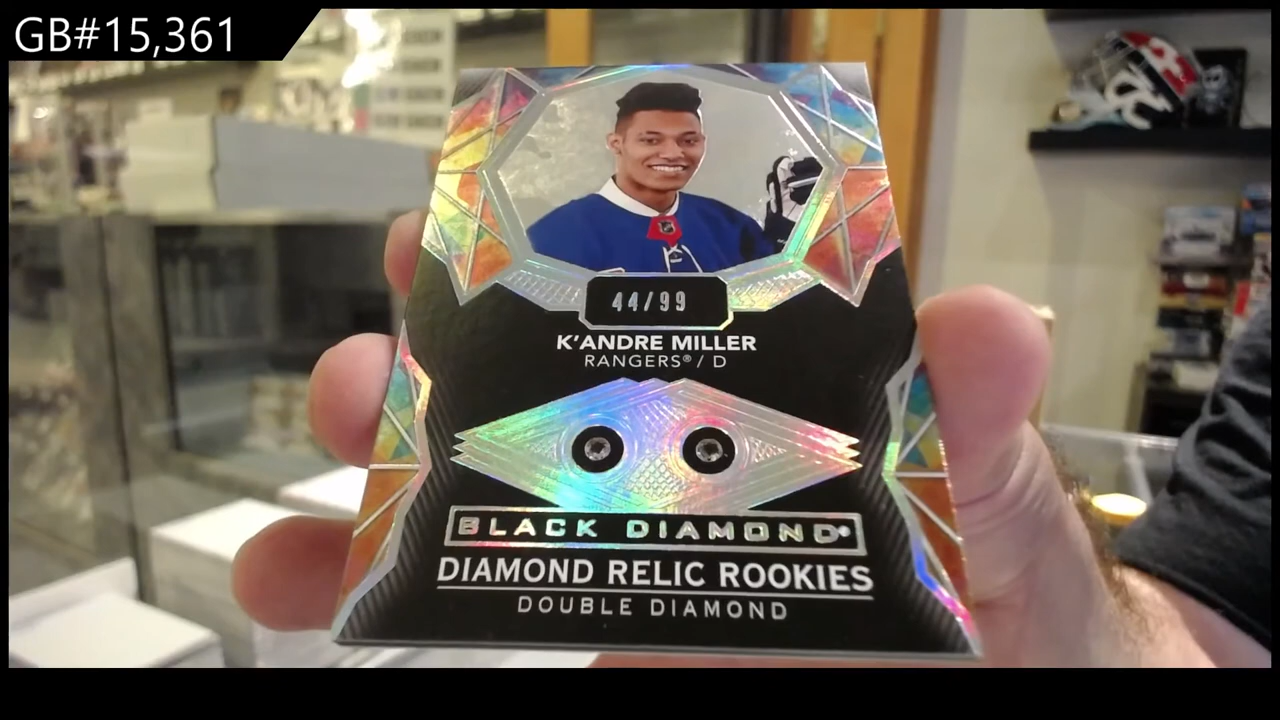 GB#15,361
44/99
K'ANDRE MILLER
RANGERS® / D
BLACK DIAMOND®
DIAMOND RELIC ROOKIES
DOUBLE DIAMOND